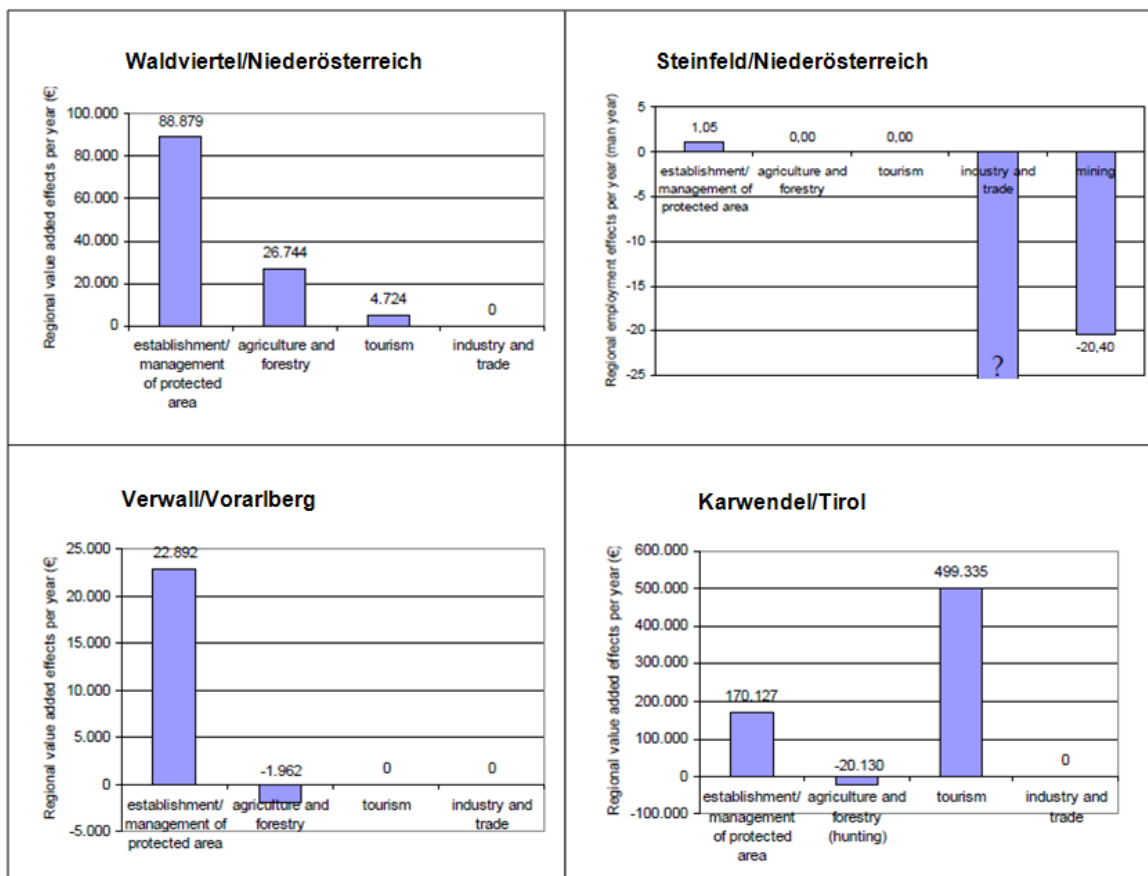 Waldviertel/Niederösterreich
Regional value added effects per year (€)
100.000
80.000
60.000
40.000
20.000
0
88.879
26.744
4.724
0
establishment/
management
of protected
area
agriculture and
forestry
tourism
industry and
trade
Steinfeld/Niederösterreich
Regional employment effects per year (man year)
5
0
-5
-10
-15
-20
-25
1,05
0,00
0,00
?
-20,40
establishment/
management of
protected area
agriculture and
forestry
tourism
industry and
trade
mining
Verwall/Vorarlberg
Regional value added effects per year (€)
25.000
20.000
15.000
10.000
5.000
0
-5.000
22.892
-1.962
0
0
establishment/
management of
protected area
agriculture and
forestry
tourism
industry and
trade
Karwendel/Tirol
Regional value added effects per year (€)
600.000
500.000
400.000
300.000
200.000
100.000
0
-100.000
170.127
-20.130
499.335
0
establishment/
management
of protected
area
agriculture and
forestry
(hunting)
tourism
industry and
trade